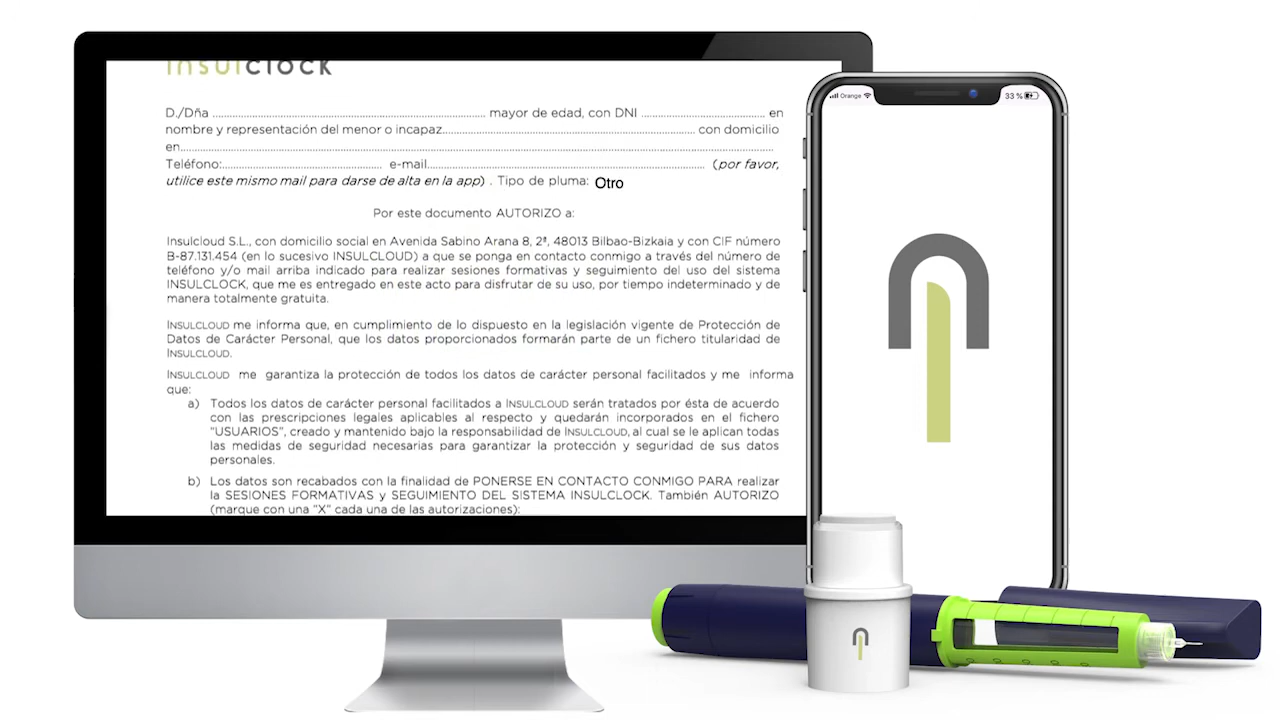 insulclock
D./Dña ........................................................................................ mayor de edad, con DNI ........................................ en
nombre y representación del menor o incapaz................................................................................. con domicilio
en....................................................................................................................................................................................................
Teléfono:.................................................... e-mail......................................................................................... (por favor,
utilice este mismo mail para darse de alta en la app) . Tipo de pluma: Otro
Por este documento AUTORIZO a:
Insulcloud S.L., con domicilio social en Avenida Sabino Arana 8, 2ª, 48013 Bilbao-Bizkaia y con CIF número
B-87.131.454 (en lo sucesivo INSULCLOUD) a que se ponga en contacto conmigo a través del número de
teléfono y/o mail arriba indicado para realizar sesiones formativas y seguimiento del uso del sistema
INSULCLOCK, que me es entregado en este acto para disfrutar de su uso, por tiempo indeterminado y de
manera totalmente gratuita.
INSULCLOUD me informa que, en cumplimiento de lo dispuesto en la legislación vigente de Protección de
Datos de Carácter Personal, que los datos proporcionados formarán parte de un fichero titularidad de
INSULCLOUD.
INSULCLOUD me garantiza la protección de todos los datos de carácter personal facilitados y me informa
que:
a) Todos los datos de carácter personal facilitados a INSULCLOUD serán tratados por ésta de acuerdo
con las prescripciones legales aplicables al respecto y quedarán incorporados en el fichero
"USUARIOS", creado y mantenido bajo la responsabilidad de INSULCLOUD, al cual se le aplican todas
las medidas de seguridad necesarias para garantizar la protección y seguridad de sus datos
personales.
b) Los datos son recabados con la finalidad de PONERSE EN CONTACTO CONMIGO PARA realizar
la SESIONES FORMATIVAS y SEGUIMIENTO DEL SISTEMA INSULCLOCK. También AUTORIZO
(marque con una "X" cada una de las autorizaciones):
Orange
33 %